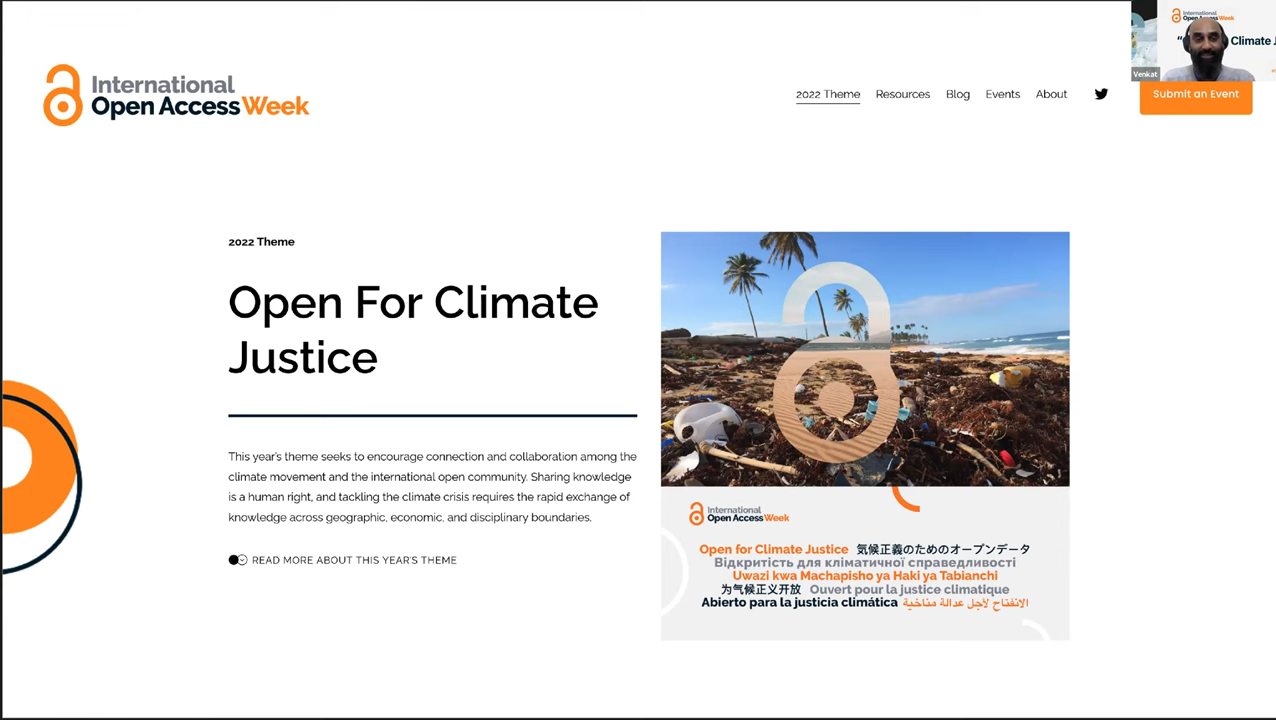 International
Open Access Week
2022 Theme
Resources
Blog
Events
About
Submit an Event
International
Open Access Week
Climate J
Venkat
2022 Theme
Open For Climate
Justice
This year's theme seeks to encourage connection and collaboration among the
climate movement and the international open community. Sharing knowledge
is a human right, and tackling the climate crisis requires the rapid exchange of
knowledge across geographic, economic, and disciplinary boundaries.
READ MORE ABOUT THIS YEAR'S THEME
International
Open Access Week
Open for Climate Justice 気候正義のためのオープンデータ
Відкритість для кліматичної справедливості
Uwazi kwa Machapisho ya Haki ya Tabianchi
为气候正义开放 Ouvert pour la justice climatique
Abierto para la justicia climática الانفتاح لأجل عدالة مناخية